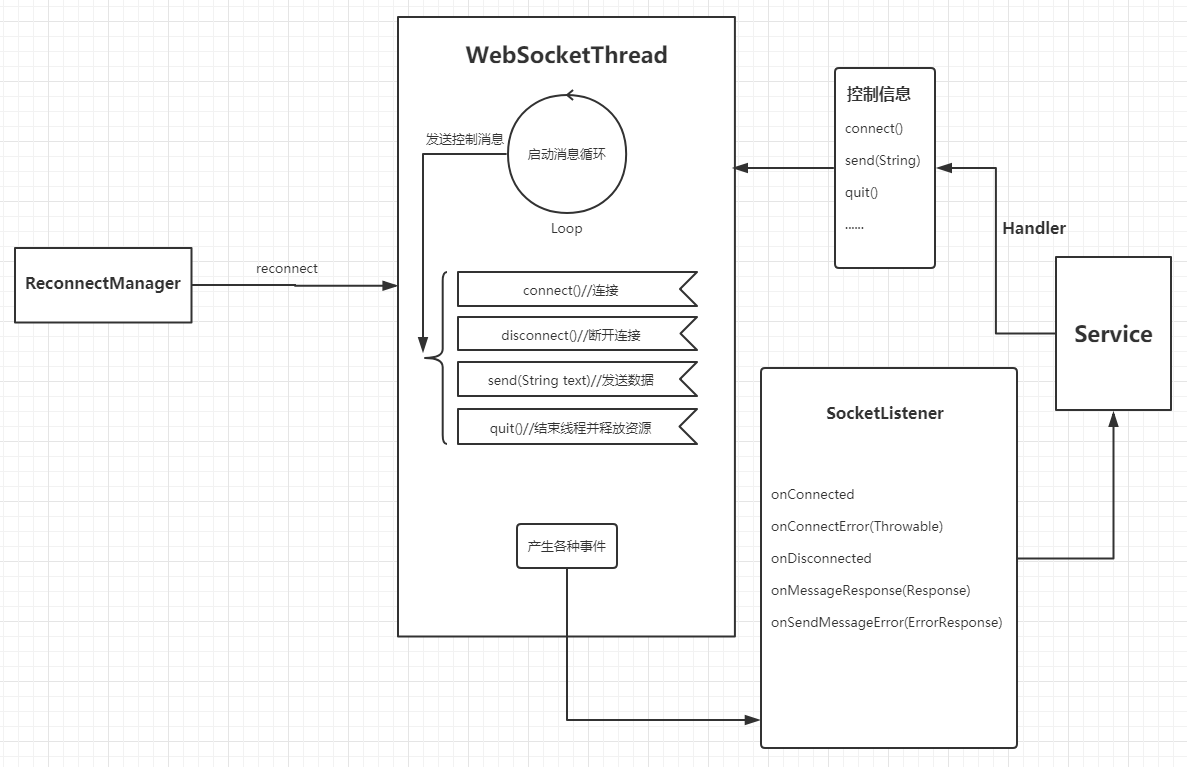 WebSocketThread
发送控制消息
启动消息循环
Loop
ReconnectManager
reconnect
connect()//连接
disconnect()//断开连接
send(String text)//发送数据
quit()//结束线程并释放资源
产生各种事件
控制信息
connect()
send(String)
quit()
......
Handler
Service
SocketListener
onConnected
onConnectError(Throwable)
onDisconnected
onMessageResponse(Response)
onSendMessageError(ErrorResponse)